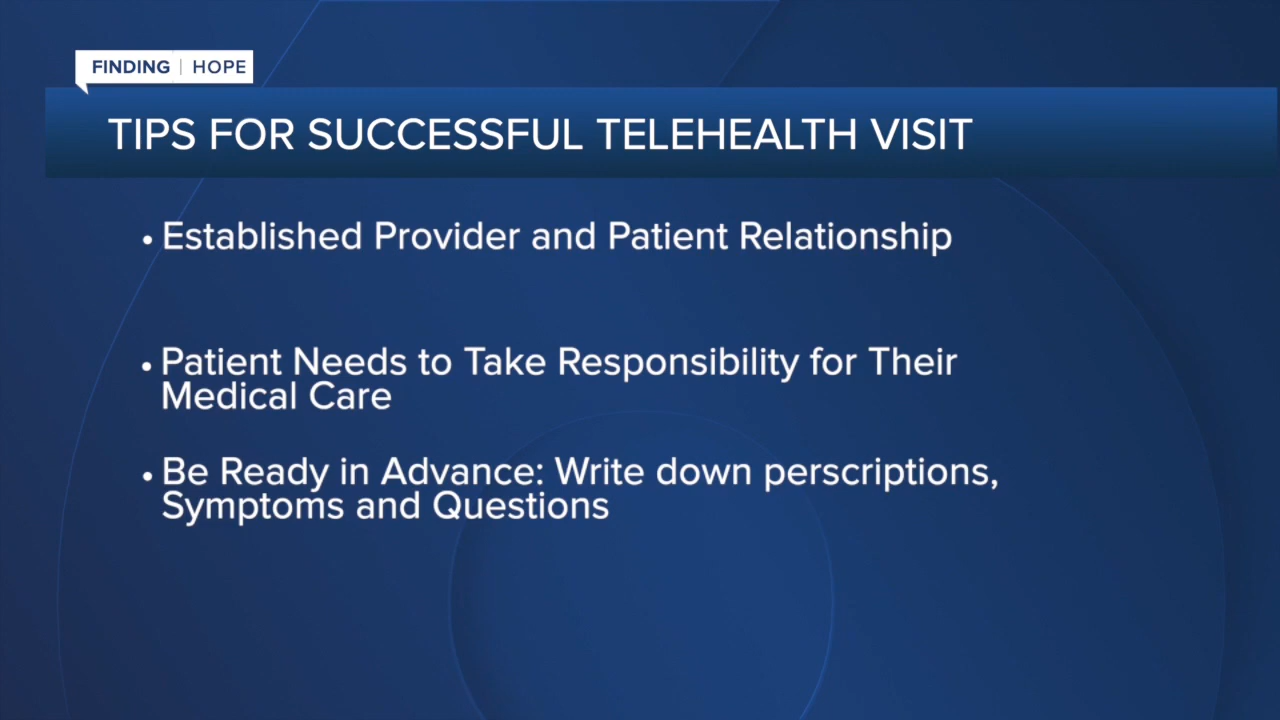 FINDING | HOPE
TIPS FOR SUCCESSFUL TELEHEALTH VISIT
• Established Provider and Patient Relationship
• Patient Needs to Take Responsibility for Their
Medical Care
• Be Ready in Advance: Write down perscriptions,
Symptoms and Questions